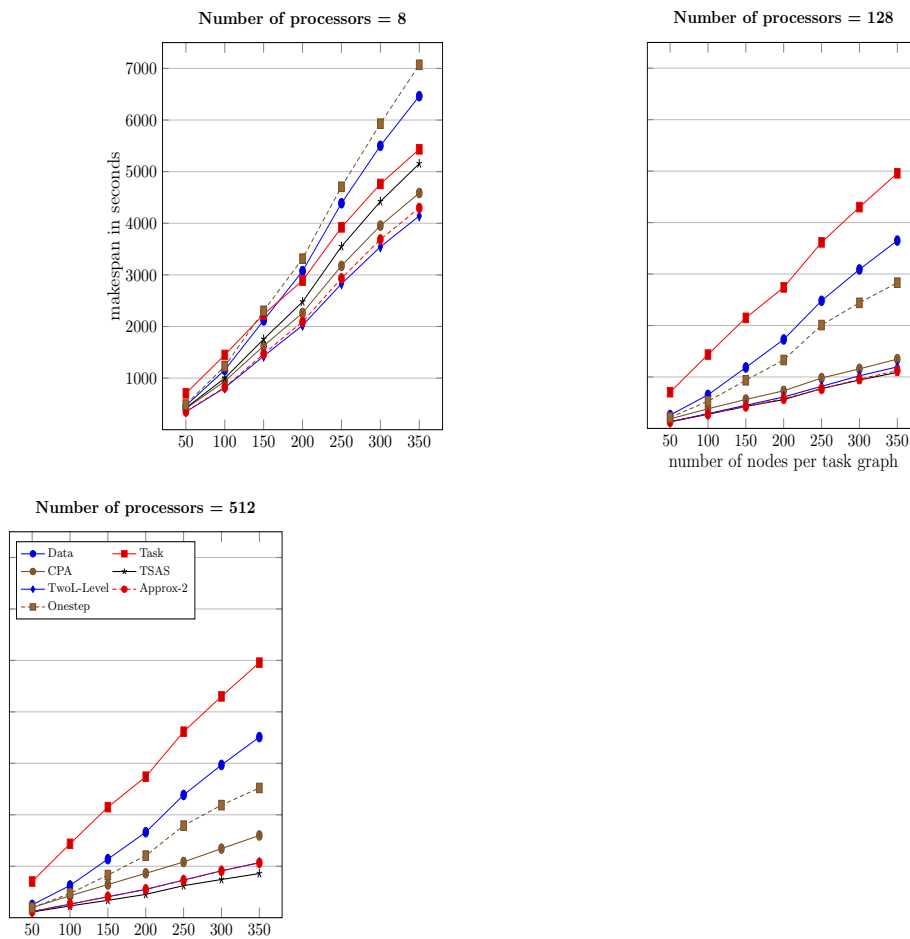 Number of processors = 8
7000
6000
5000
4000
3000
2000
1000
makespan in seconds
50 100 150 200 250 300 350
Number of processors = 128
50 100 150 200 250 300 350
number of nodes per task graph
Number of processors = 512
Data Task
CPA TSAS
TwoL-Level Approx-2
Onestep
50 100 150 200 250 300 350